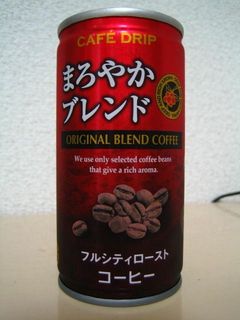 CAFÉ DRIP
まろやか
ブレンド
ORIGINAL BLEND COFFEE
We use only selected coffee beans
that give a rich aroma.
フルシティロースト
コーヒー